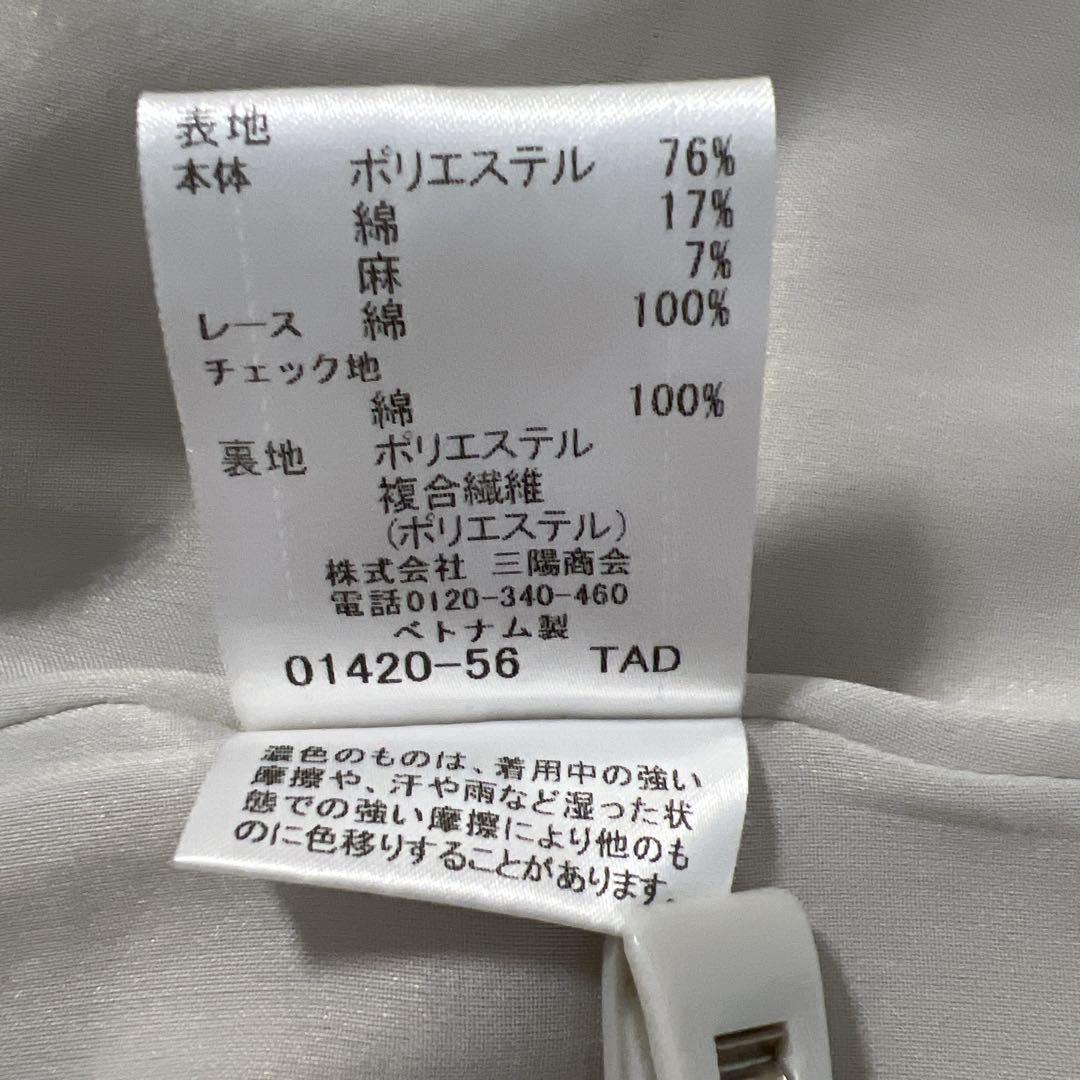 表地
本体 ポリエステル 76%
綿 17%
麻 7%
レース 綿 100%
チェック地
綿 100%
裏地 ポリエステル
複合繊維
(ポリエステル)
株式会社 三陽商会
電話0120-340-460
ベトナム製
01420-56 TAD
濃色のものは、着用中の強い
摩擦や、汗や雨など湿った状
態での強い摩擦により他のも
のに色移りすることがあります。